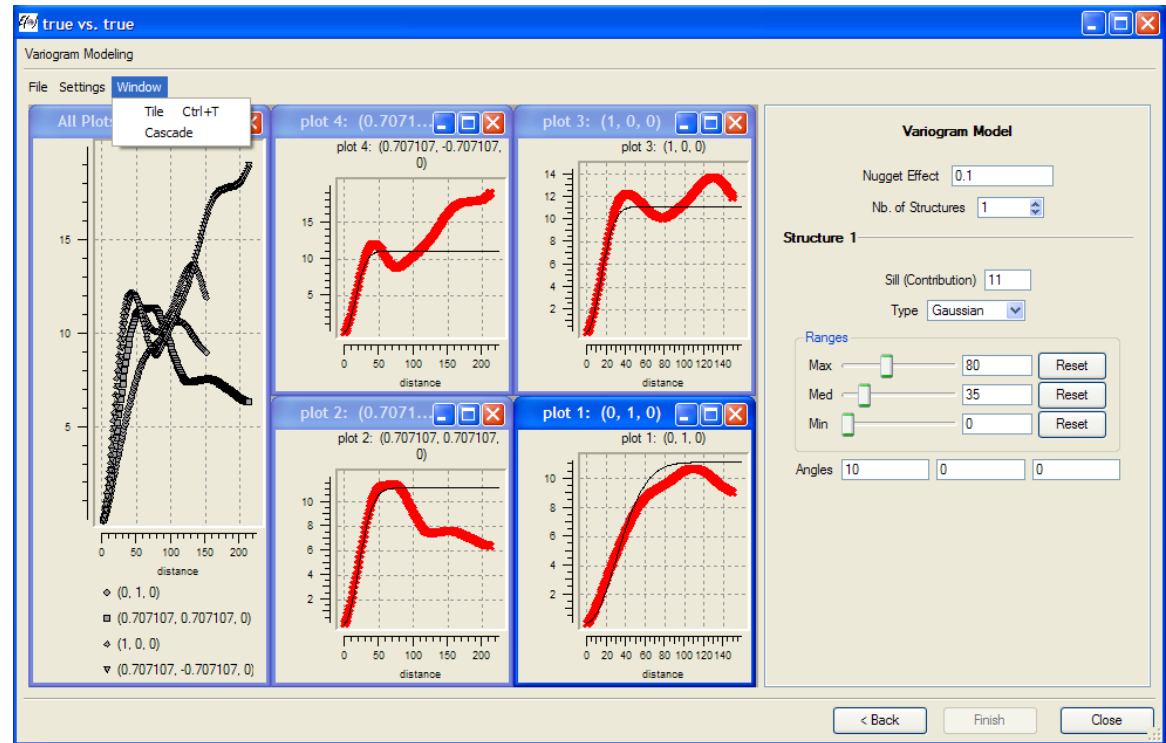 true vs. true
Variogram Modeling
File Settings Window
Tile Ctrl+T
Cascade
All Plots
15
10
5
0 50 100 150 200
distance
(0, 1, 0)
(0.707107, 0.707107, 0)
(1, 0, 0)
(0.707107, -0.707107, 0)
plot 4: (0.7071...
plot 4: (0.707107, -0.707107,
0)
15
10
5
0 50 100 150 200
distance
plot 3: (1, 0, 0)
plot 3: (1, 0, 0)
14
12
10
8
6
4
2
0 20 40 60 80 100 120 140
distance
plot 2: (0.7071...
plot 2: (0.707107, 0.707107,
0)
10
8
6
4
2
0 50 100 150 200
distance
plot 1: (0, 1, 0)
plot 1: (0, 1, 0)
10
8
6
4
2
0 20 40 60 80 100 120 140
distance
Variogram Model
Nugget Effect 0.1
Nb. of Structures 1
Structure 1
Sill (Contribution) 11
Type Gaussian
Ranges
Max 80 Reset
Med 35 Reset
Min 0 Reset
Angles 10 0 0
< Back Finish Close